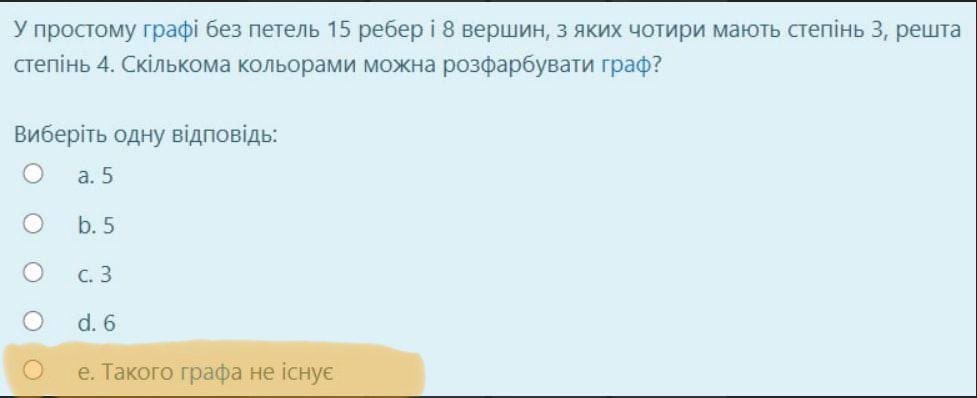 У простому графі без петель 15 ребер і 8 вершин, з яких чотири мають степінь 3, решта
степінь 4. Скількома кольорами можна розфарбувати граф?
Виберіть одну відповідь:
a. 5
b. 5
c. 3
d. 6
e. Такого графа не існує